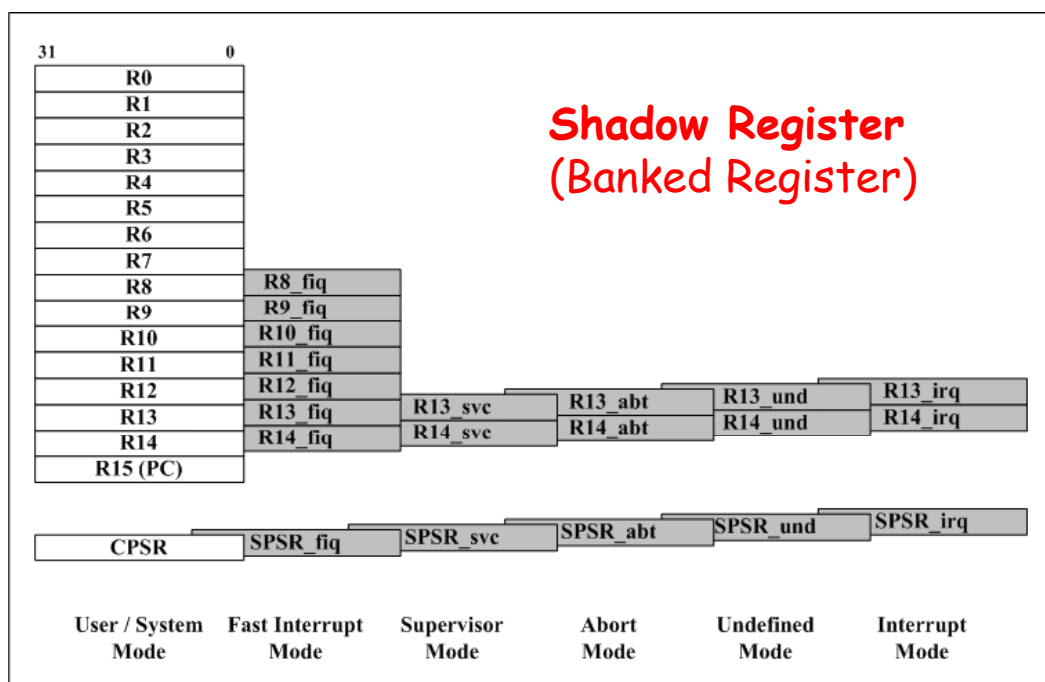 31 0
R0
R1
R2
R3
R4
R5
R6
R7
R8
R9
R10
R11
R12
R13
R14
R15 (PC)
CPSR
R8_fiq
R9_fiq
R10_fiq
R11_fiq
R12_fiq
R13_fiq
R14_fiq
SPSR_fiq
R13_svc
R14_svc
SPSR_svc
R13_abt
R14_abt
SPSR_abt
R13_und
R14_und
SPSR_und
R13_irq
R14_irq
SPSR_irq
Shadow Register
(Banked Register)
User / System
Mode
Fast Interrupt
Mode
Supervisor
Mode
Abort
Mode
Undefined
Mode
Interrupt
Mode